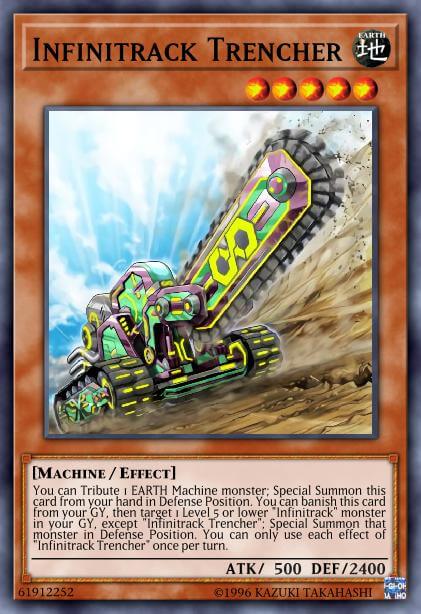 INFINITRACK TRENCHER
EARTH
地
[MACHINE / EFFECT]
You can Tribute 1 EARTH Machine monster; Special Summon this
card from your hand in Defense Position. You can banish this card
from your GY, then target 1 Level 5 or lower "Infinitrack" monster
in your GY, except "Infinitrack Trencher"; Special Summon that
monster in Defense Position. You can only use each effect of
"Infinitrack Trencher" once per turn.
ATK/ 500 DEF/2400
61912252
©1996 KAZUKI TAKAHASHI